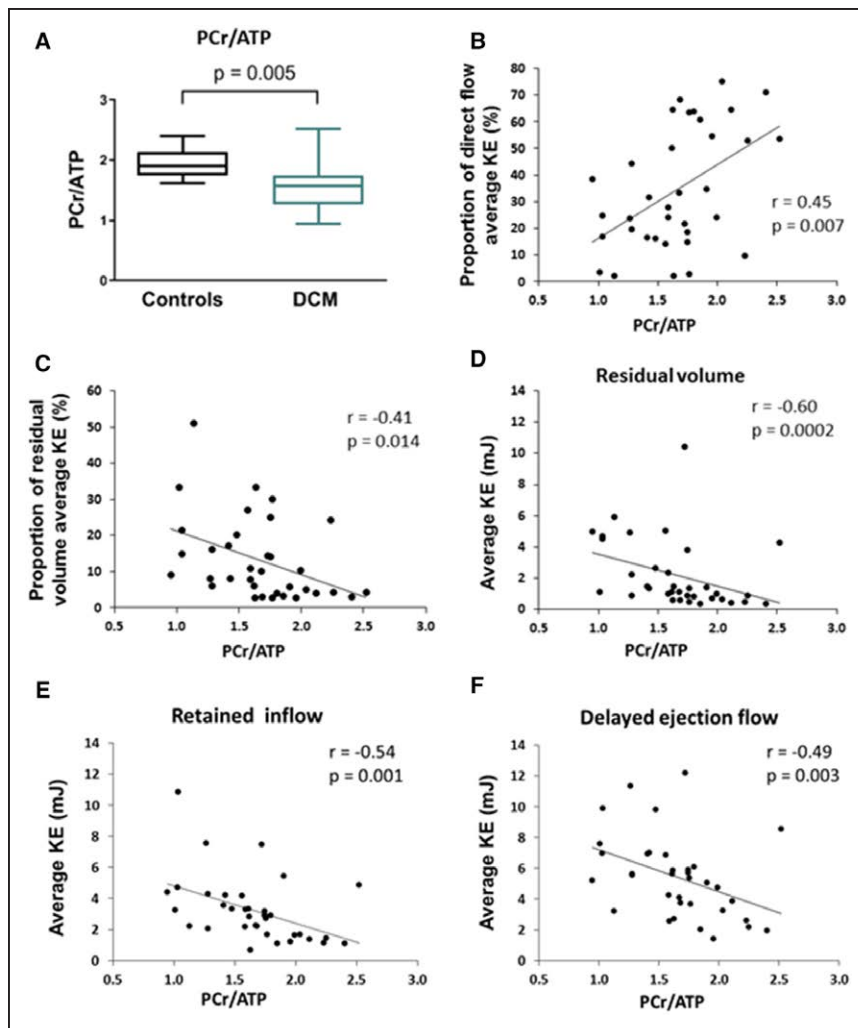 A
PCr/ATP
p = 0.005
PCr/ATP
3
2
1
0
Controls
DCM
B
Proportion of direct flow
average KE (%)
80
70
60
50
40
30
20
10
0
r = 0.45
p = 0.007
0.5
1.0
1.5
2.0
2.5
3.0
PCr/ATP
C
Proportion of residual
volume average KE (%)
60
50
40
30
20
10
0
r = -0.41
p = 0.014
0.5
1.0
1.5
2.0
2.5
3.0
PCr/ATP
D
Residual volume
Average KE (mJ)
14
12
10
8
6
4
2
0
r = -0.60
p = 0.0002
0.5
1.0
1.5
2.0
2.5
3.0
PCr/ATP
E
Retained inflow
Average KE (mJ)
14
12
10
8
6
4
2
0
r = -0.54
p = 0.001
0.5
1.0
1.5
2.0
2.5
3.0
PCr/ATP
F
Delayed ejection flow
Average KE (mJ)
14
12
10
8
6
4
2
0
r = -0.49
p = 0.003
0.5
1.0
1.5
2.0
2.5
3.0
PCr/ATP